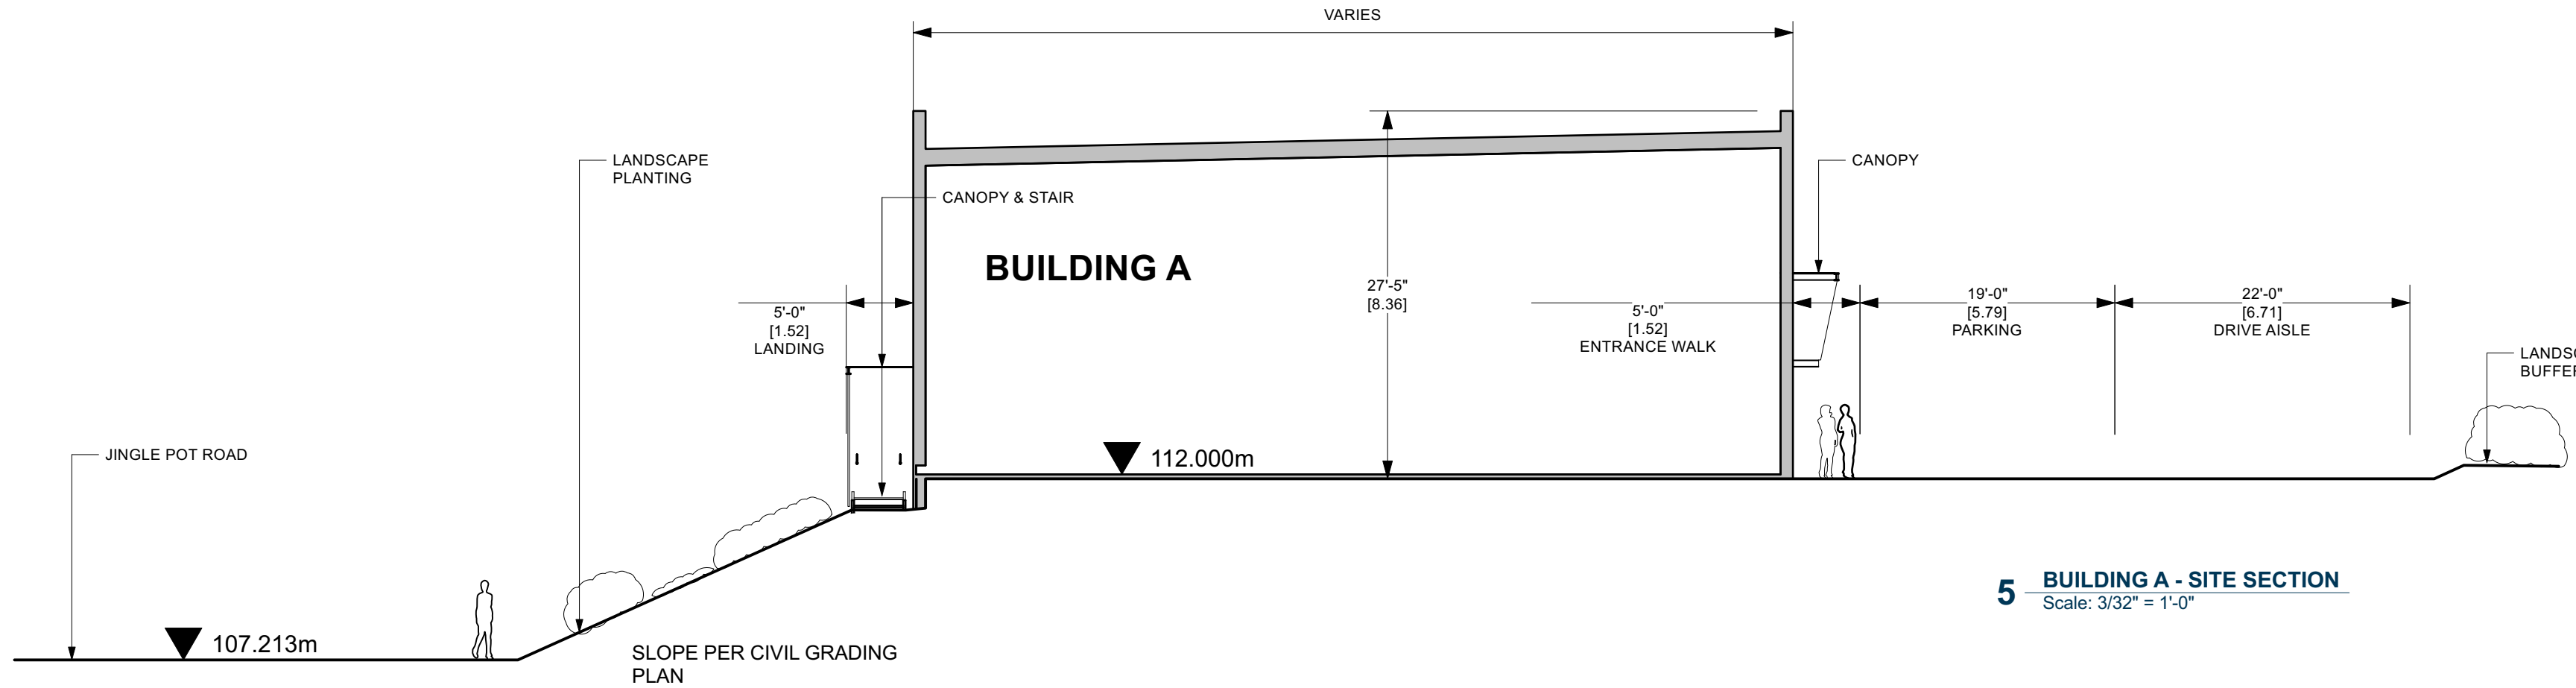 VARIES
LANDSCAPE
PLANTING
CANOPY
CANOPY & STAIR
BUILDING A
27'-5"
[8.36]
5'-0"
[1.52]
LANDING
5'-0"
[1.52]
ENTRANCE WALK
19'-0"
[5.79]
PARKING
22'-0"
[6.71]
DRIVE AISLE
LANDS
BUFFE
JINGLE POT ROAD
112.000m
107.213m
SLOPE PER CIVIL GRADING
PLAN
5 BUILDING A - SITE SECTION
Scale: 3/32" = 1'-0"